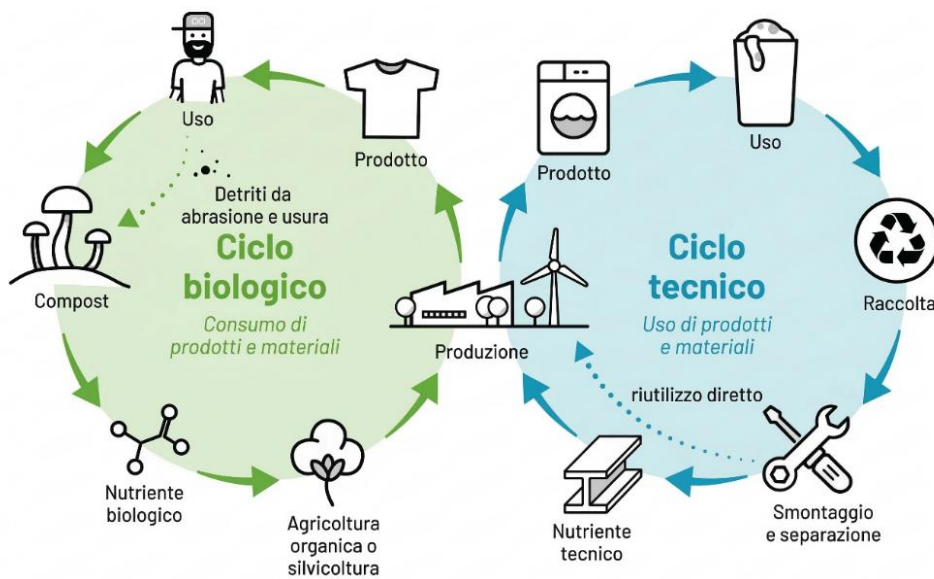 Uso
Prodotto
Detriti da
abrasione e usura
Ciclo
biologico
Consumo di
prodotti e materiali
Compost
Nutriente
biologico
Agricoltura
organica o
silvicoltura
Produzione
Prodotto
Uso
Ciclo
tecnico
Uso di prodotti
e materiali
Raccolta
riutilizzo diretto
Smontaggio
e separazione
Nutriente
tecnico